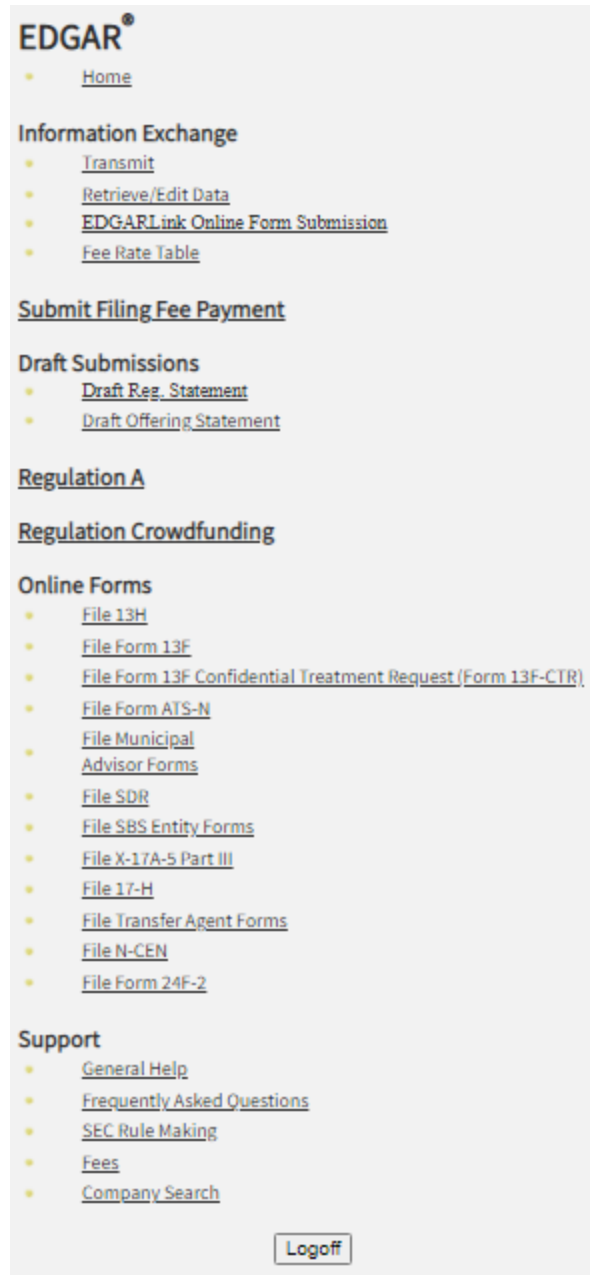 EDGAR®
Home
Information Exchange
Transmit
Retrieve/Edit Data
EDGARLink Online Form Submission
Fee Rate Table
Submit Filing Fee Payment
Draft Submissions
Draft Reg. Statement
Draft Offering Statement
Regulation A
Regulation Crowdfunding
Online Forms
File 13H
File Form 13F
File Form 13F Confidential Treatment Request (Form 13F-CTR)
File Form ATS-N
File Municipal
Advisor Forms
File SDR
File SBS Entity Forms
File X-17A-5 Part III
File 17-H
File Transfer Agent Forms
File N-CEN
File Form 24F-2
Support
General Help
Frequently Asked Questions
SEC Rule Making
Fees
Company Search
Logoff